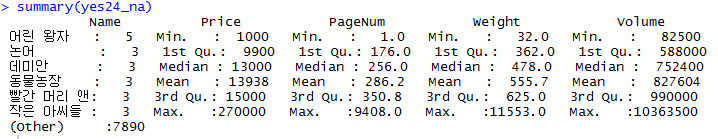 > summary(yes24_na)
Name Price PageNum Weight Volume
어린 왕자 : 5 Min. : 1000 Min. : 1.0 Min. : 32.0 Min. : 82500
논어 : 3 1st Qu.: 9900 1st Qu.: 176.0 1st Qu.: 362.0 1st Qu.: 588000
데미안 : 3 Median : 13000 Median : 256.0 Median : 478.0 Median : 752400
동물농장 : 3 Mean : 13938 Mean : 286.2 Mean : 555.7 Mean : 827604
빨간 머리 앤: 3 3rd Qu.: 15000 3rd Qu.: 350.8 3rd Qu.: 625.0 3rd Qu.: 990000
작은 아씨들 : 3 Max. :270000 Max. :9408.0 Max. :11553.0 Max. :10363500
(Other) :7890